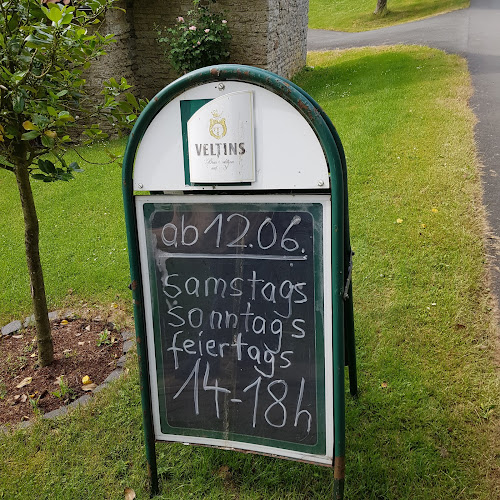 VELTINS
ab 12.06.
samstags
sonntags
feiertags
14-18h